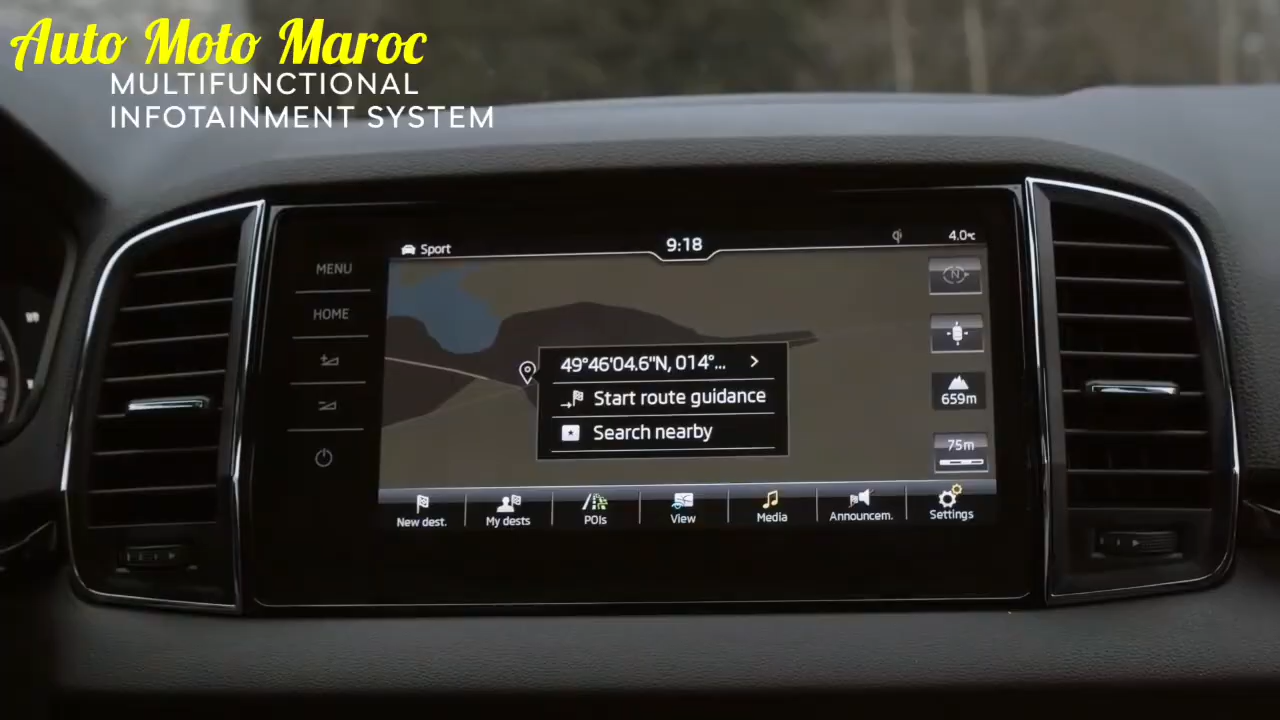 Auto Moto Maroc
MULTIFUNCTIONAL
INFOTAINMENT SYSTEM
Sport
9:18
4.0°C
MENU
HOME
N
49°46'04.6"N, 014°...
Start route guidance
Search nearby
659m
75m
New dest.
My dests
POIs
View
Media
Announcem.
Settings